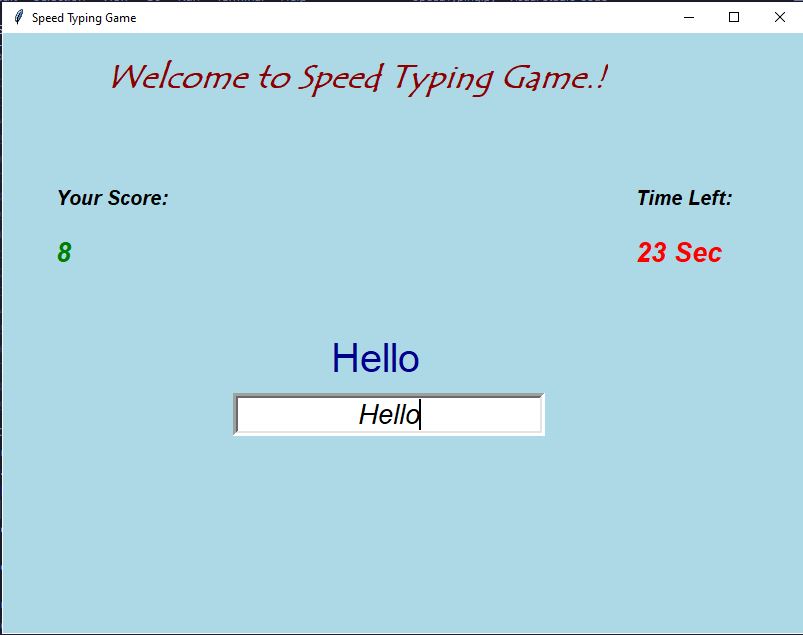 Speed Typing Game
Welcome to Speed Typing Game.!
Your Score:
Time Left:
8
23 Sec
Hello
Hello